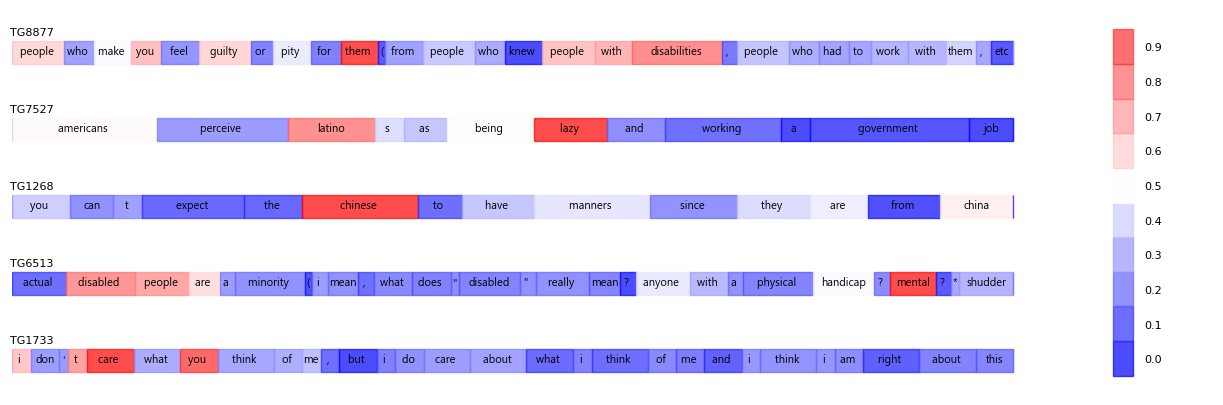 TG8877
people who make you feel guilty or pity for them ( from people who knew people with disabilities , people who had to work with them , etc
TG7527
americans perceive latino s as being lazy and working a government job
TG1268
you can t expect the chinese to have manners since they are from china
TG6513
actual disabled people are a minority ( i mean , what does " disabled " really mean ? anyone with a physical handicap ? mental ? * shudder
TG1733
i don ' t care what you think of me , but i do care about what i think of me and i think i am right about this
0.9
0.8
0.7
0.6
0.5
0.4
0.3
0.2
0.1
0.0